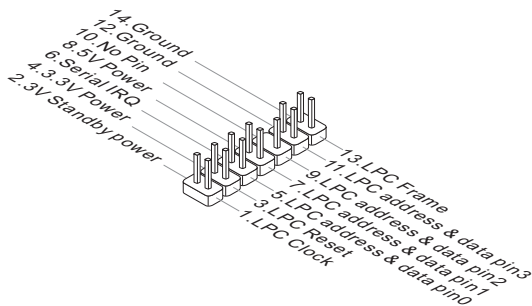 14.Ground
12.Ground
10.No Pin
8.5V Power
6.Serial IRQ
4.3.3V Power
2.3V Standby power
13.LPC Frame
11.LPC address & data pin3
9.LPC address & data pin2
7.LPC address & data pin1
5.LPC address & data pin0
3.LPC Reset
1.LPC Clock